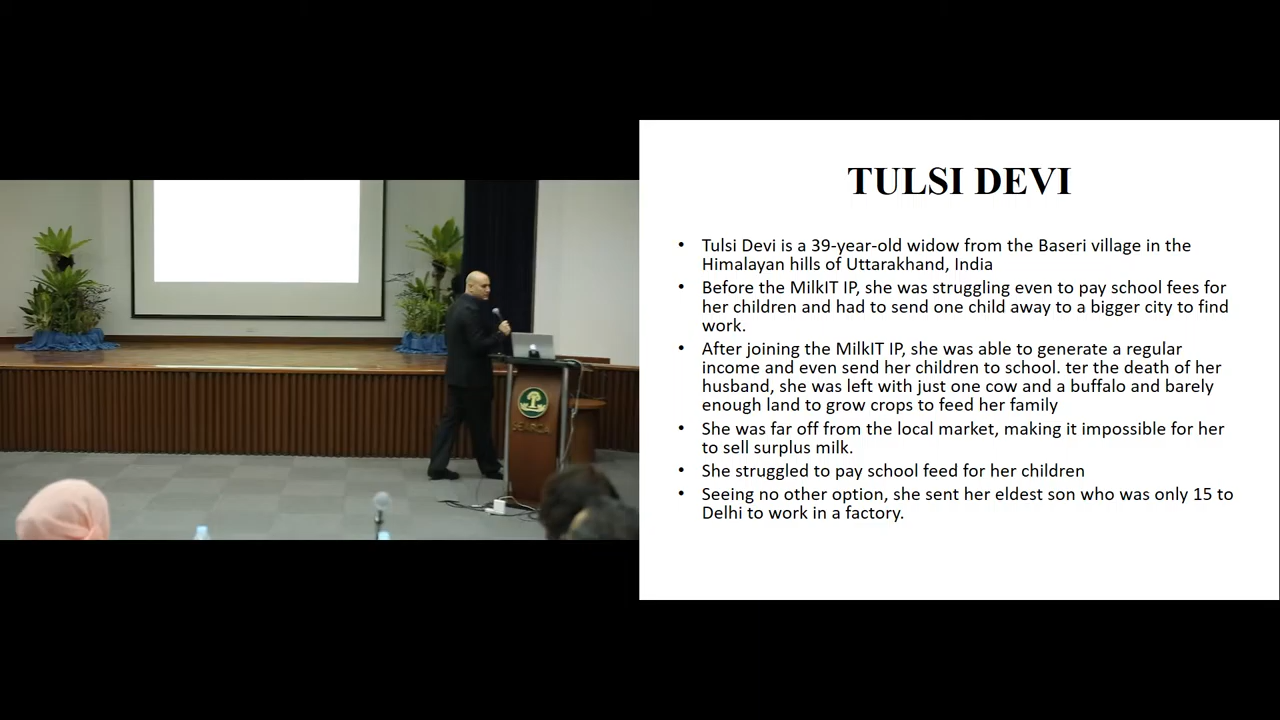 TULSI DEVI
• Tulsi Devi is a 39-year-old widow from the Baseri village in the
Himalayan hills of Uttarakhand, India
• Before the MilkIT IP, she was struggling even to pay school fees for
her children and had to send one child away to a bigger city to find
work.
• After joining the MilkIT IP, she was able to generate a regular
income and even send her children to school. ter the death of her
husband, she was left with just one cow and a buffalo and barely
enough land to grow crops to feed her family
• She was far off from the local market, making it impossible for her
to sell surplus milk.
• She struggled to pay school feed for her children
• Seeing no other option, she sent her eldest son who was only 15 to
Delhi to work in a factory.
SEARCA